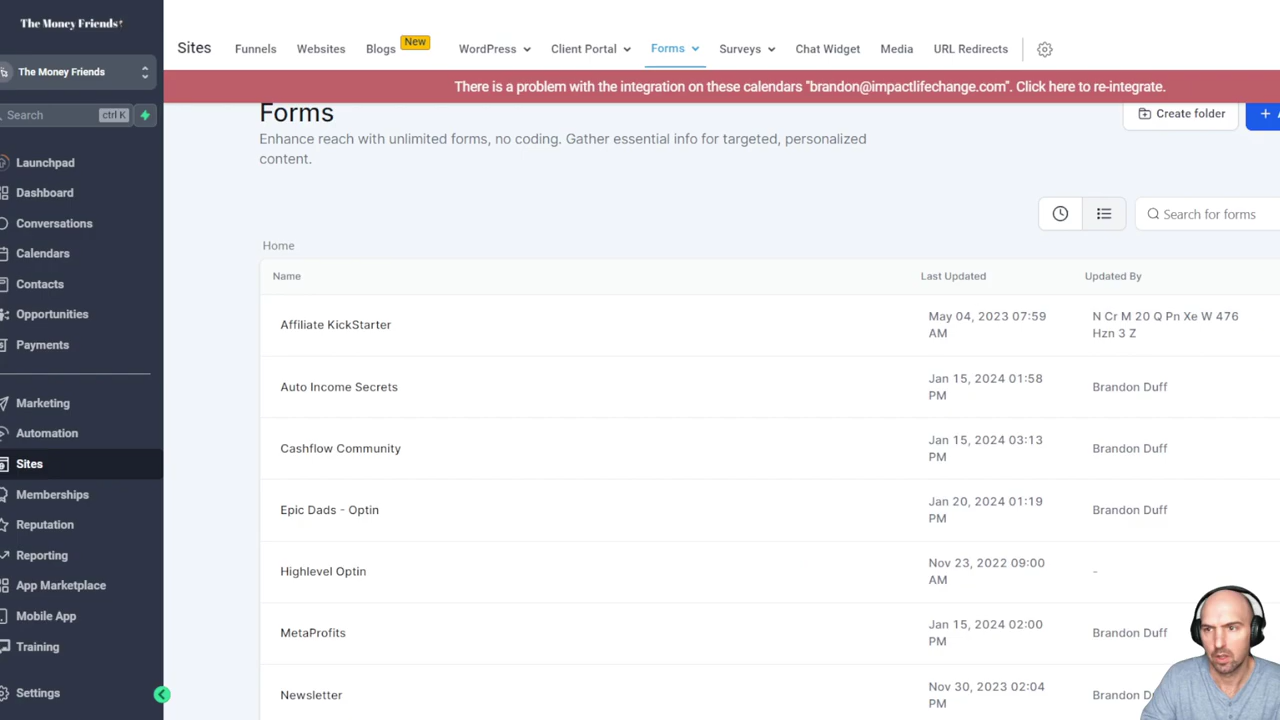 The Money Friends
The Money Friends
Search
ctrl K
Launchpad
Dashboard
Conversations
Calendars
Contacts
Opportunities
Payments
Marketing
Automation
Sites
Memberships
Reputation
Reporting
App Marketplace
Mobile App
Training
Settings
Sites
Funnels
Websites
Blogs
New
WordPress
Client Portal
Forms
Surveys
Chat Widget
Media
URL Redirects
There is a problem with the integration on these calendars "brandon@impactlifechange.com". Click here to re-integrate.
Forms
Enhance reach with unlimited forms, no coding. Gather essential info for targeted, personalized
content.
Create folder
+
Search for forms
Home
Name
Last Updated
Updated By
Affiliate KickStarter
May 04, 2023 07:59
AM
N Cr M 20 Q Pn Xe W 476
Hzn 3 Z
Auto Income Secrets
Jan 15, 2024 01:58
PM
Brandon Duff
Cashflow Community
Jan 15, 2024 03:13
PM
Brandon Duff
Epic Dads - Optin
Jan 20, 2024 01:19
PM
Brandon Duff
Highlevel Optin
Nov 23, 2022 09:00
AM
-
MetaProfits
Jan 15, 2024 02:00
PM
Brandon Duff
Newsletter
Nov 30, 2023 02:04
PM
Brandon